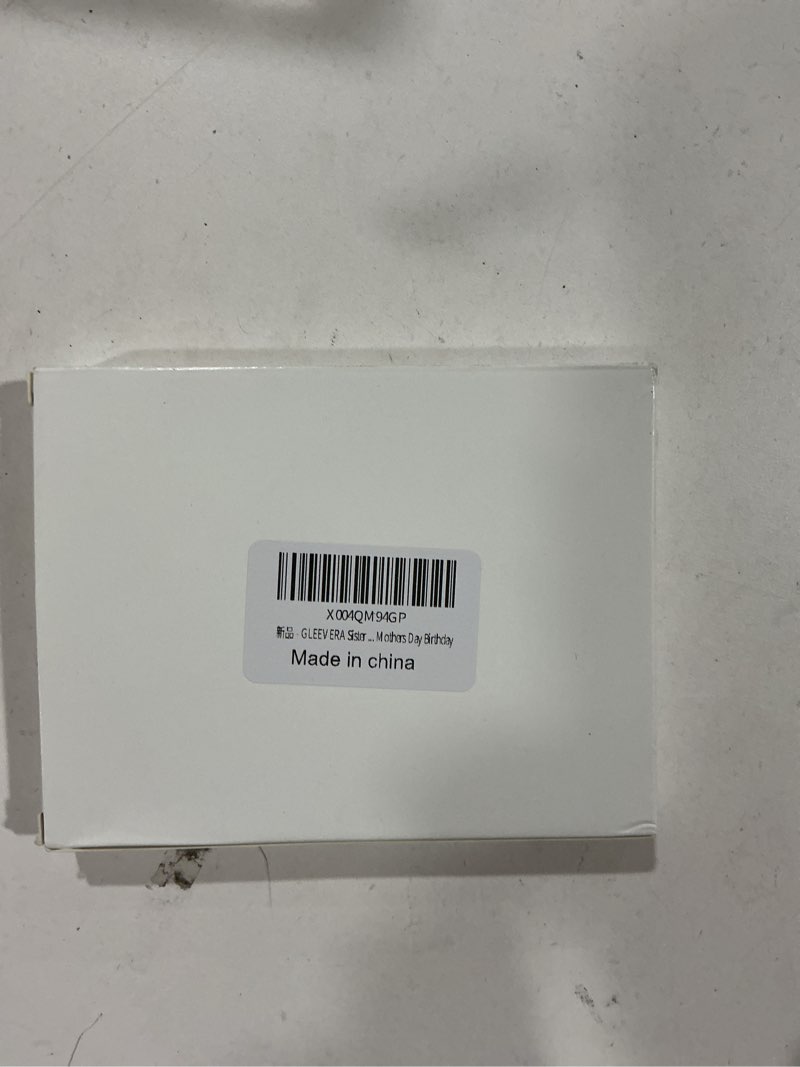 X004QM94GP
新品 - GLEEVERA Sister ... Mothers Day Birthday
Made in china